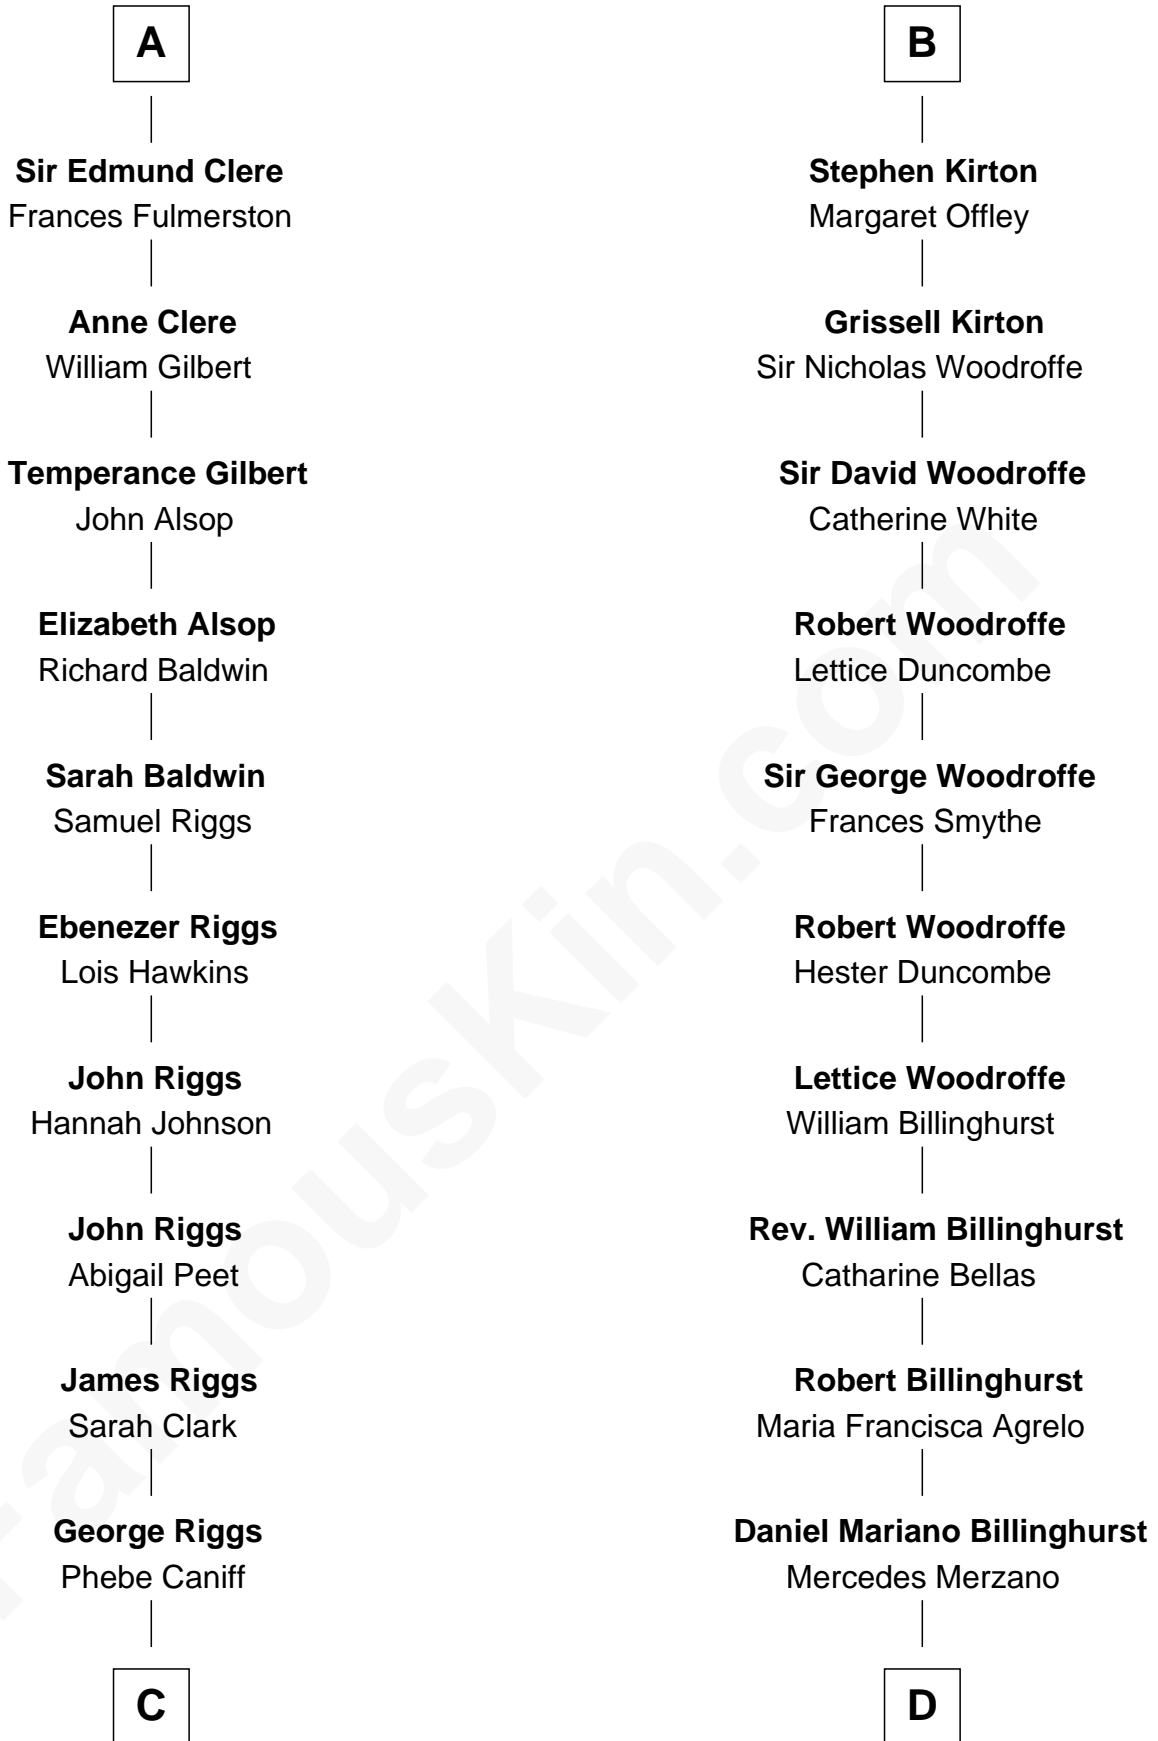 A
Sir Edmund Clere
Frances Fulmerston
Anne Clere
William Gilbert
Temperance Gilbert
John Alsop
Elizabeth Alsop
Richard Baldwin
Sarah Baldwin
Samuel Riggs
Ebenezer Riggs
Lois Hawkins
John Riggs
Hannah Johnson
John Riggs
Abigail Peet
James Riggs
Sarah Clark
George Riggs
Phebe Caniff
C
B
Stephen Kirton
Margaret Offley
Grissell Kirton
Sir Nicholas Woodroffe
Sir David Woodroffe
Catherine White
Robert Woodroffe
Lettice Duncombe
Sir George Woodroffe
Frances Smythe
Robert Woodroffe
Hester Duncombe
Lettice Woodroffe
William Billinghurst
Rev. William Billinghurst
Catharine Bellas
Robert Billinghurst
Maria Francisca Agrelo
Daniel Mariano Billinghurst
Mercedes Merzano
D
FamousKin.com